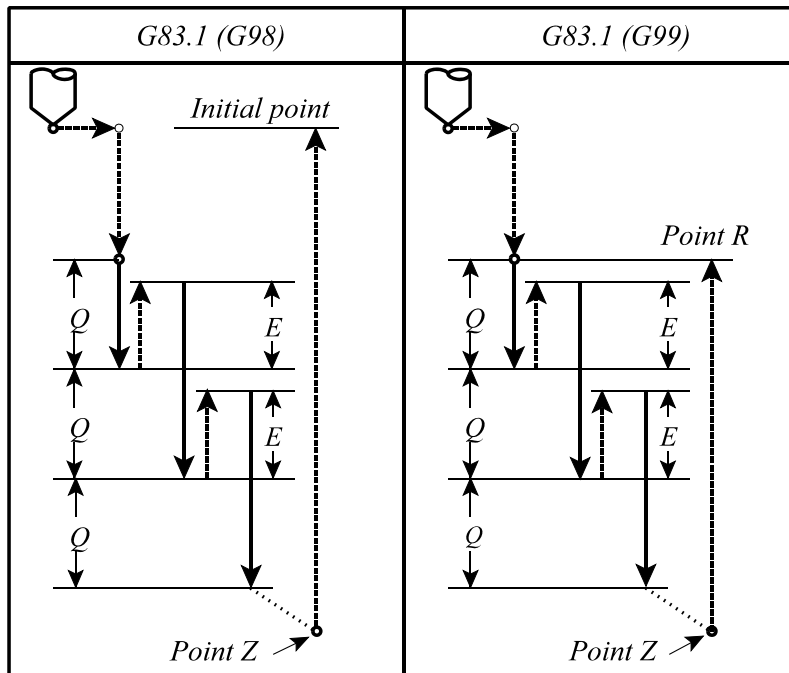 G83.1 (G98)
G83.1 (G99)
Initial point
Q
E
Q
E
Q
Point Z
Point R
Q
E
Q
E
Q
Point Z